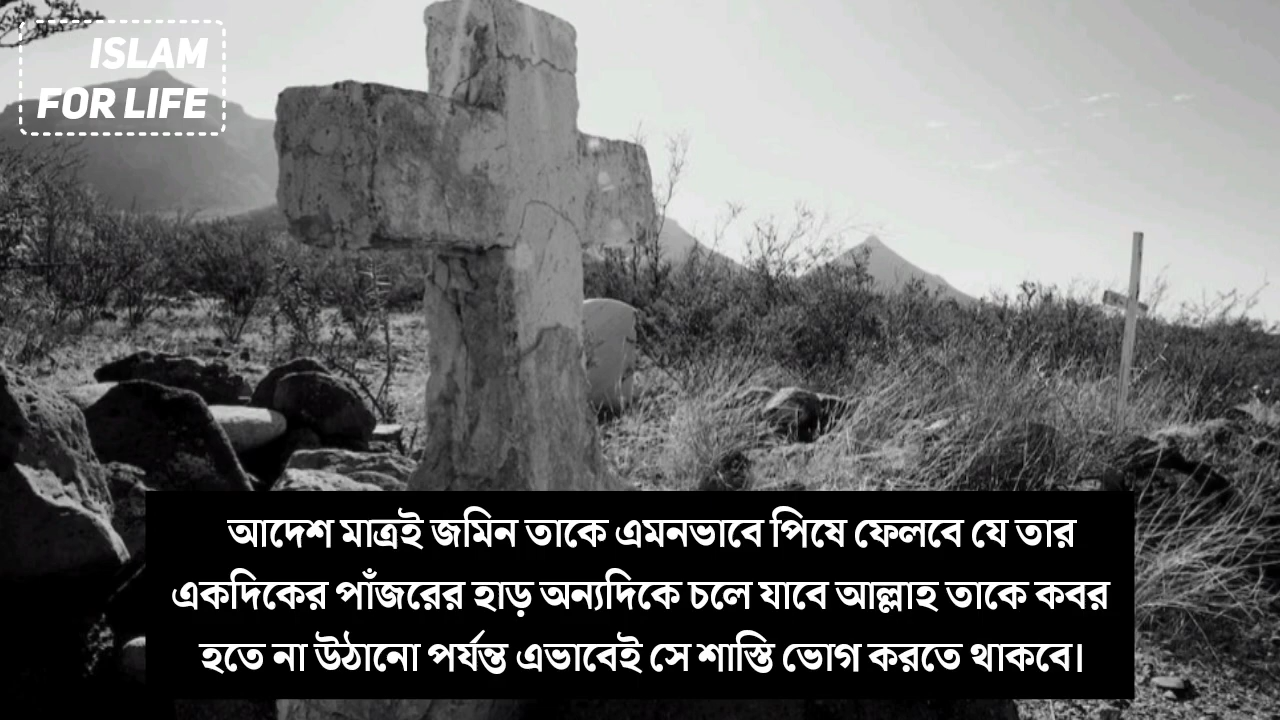 ISLAM
FOR LIFE
আদেশ মাত্রই জমিন তাকে এমনভাবে পিষে ফেলবে যে তার
একদিকের পাঁজরের হাড় অন্যদিকে চলে যাবে আল্লাহ তাকে কবর
হতে না উঠানো পর্যন্ত এভাবেই সে শাস্তি ভোগ করতে থাকবে।